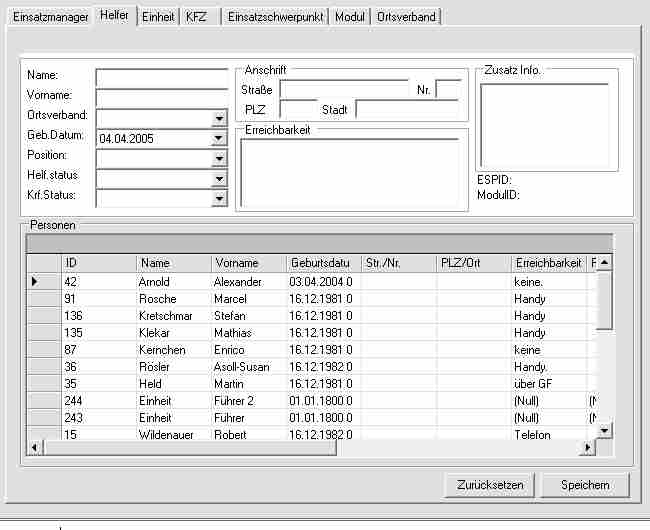 Einsatzmanager Helfer Einheit KFZ Einsatzschwerpunkt Modul Ortsverband
Name:
Vorname:
Ortsverband:
Geb.Datum: 04.04.2005
Position:
Helf.status
Krf.Status:
Anschrift
Straße Nr.
PLZ Stadt
Erreichbarkeit
Zusatz Info.
ESPID:
ModulID:
Personen
ID Name Vorname Geburtsdatu Str./Nr. PLZ/Ort Erreichbarkeit F
42 Arnold Alexander 03.04.2004 0 keine.
91 Rosche Marcel 16.12.1981 0 Handy
136 Kretschmar Stefan 16.12.1981 0 Handy
135 Klekar Mathias 16.12.1981 0 Handy
87 Kernchen Enrico 16.12.1981 0 keine
36 Rösler Asoll-Susan 16.12.1982 0 Handy.
35 Held Martin 16.12.1981 0 über GF
244 Einheit Führer 2 01.01.1800 0 (Null) (N
243 Einheit Führer 01.01.1800 0 (Null) (N
15 Wildenauer Robert 16.12.1982 0 Telefon
Zurücksetzen Speichern